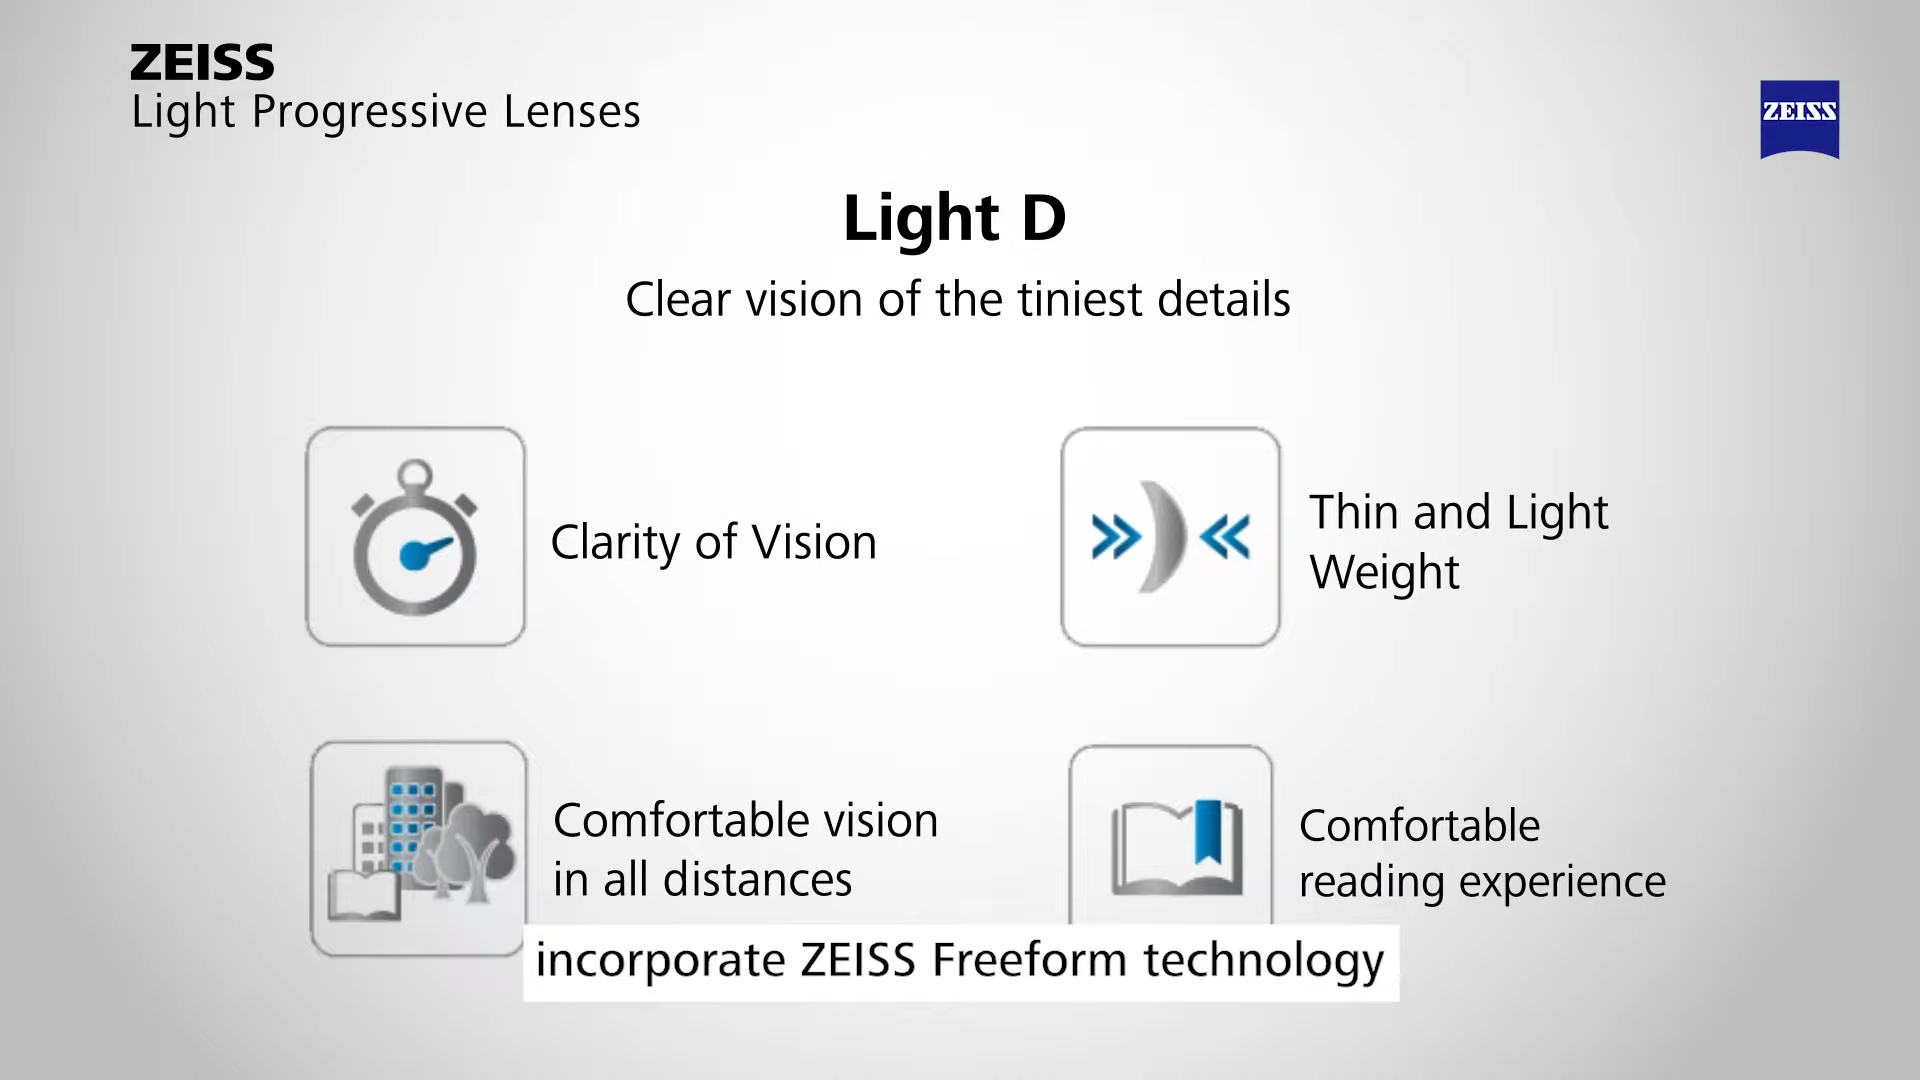 ZEISS
Light Progressive Lenses
ZEISS
Light D
Clear vision of the tiniest details
Clarity of Vision
Thin and Light
Weight
Comfortable vision
in all distances
Comfortable
reading experience
incorporate ZEISS Freeform technology